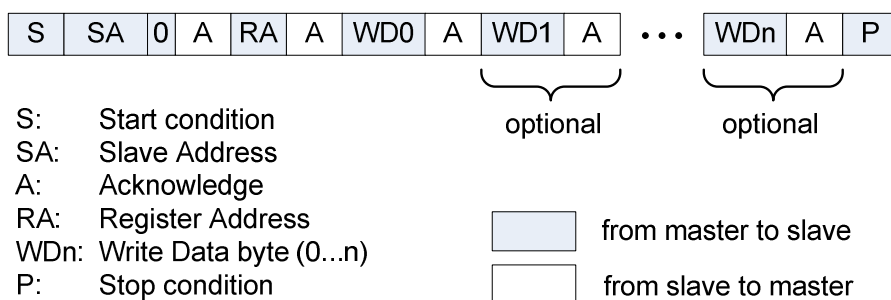 S SA 0 A RA A WD0 A WD1 A • • • WDn A P
optional optional
S: Start condition
SA: Slave Address
A: Acknowledge
RA: Register Address
WDn: Write Data byte (0...n)
P: Stop condition
from master to slave
from slave to master